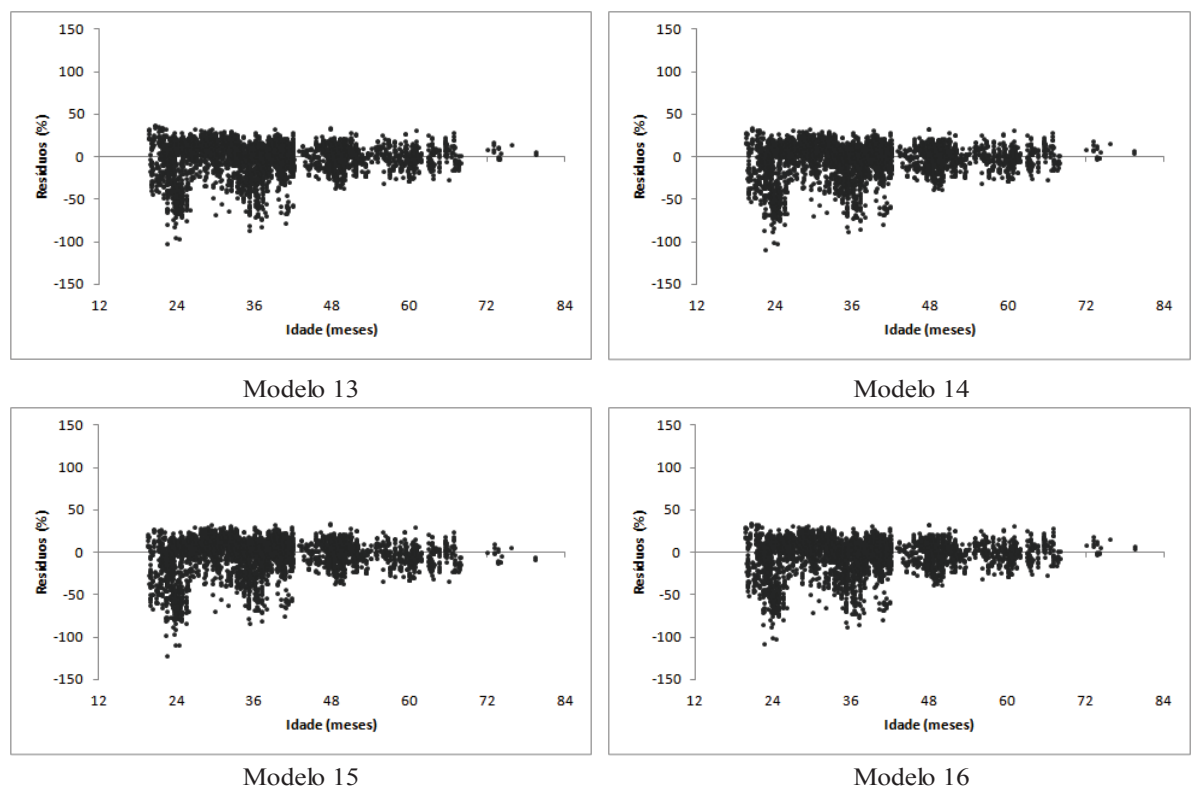 150
100
50
0
-50
-100
-150
Resíduos (%)
12 24 36 48 60 72 84
Idade (meses)
Modelo 13
150
100
50
0
-50
-100
-150
Resíduos (%)
12 24 36 48 60 72 84
Idade (meses)
Modelo 14
150
100
50
0
-50
-100
-150
Resíduos (%)
12 24 36 48 60 72 84
Idade (meses)
Modelo 15
150
100
50
0
-50
-100
-150
Resíduos (%)
12 24 36 48 60 72 84
Idade (meses)
Modelo 16